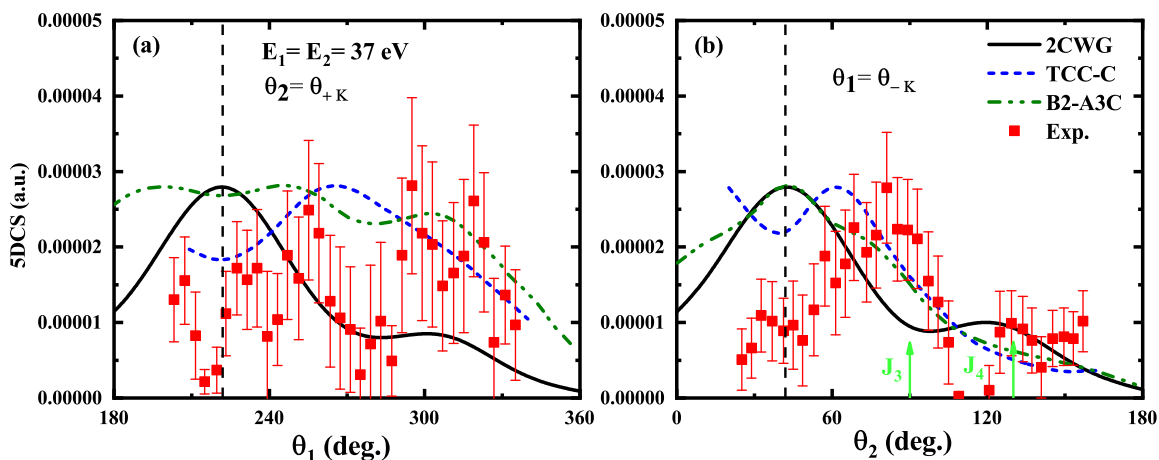 5DCS (a.u.)
0.00005
0.00004
0.00003
0.00002
0.00001
0.00000
(a)
E₁= E₂= 37 eV
θ₂= θ₊K
180
240
300
360
θ₁ (deg.)
0.00005
0.00004
0.00003
0.00002
0.00001
0.00000
(b)
θ₁= θ₋K
2CWG
TCC-C
B2-A3C
Exp.
J₃
J₄
0
60
120
180
θ₂ (deg.)